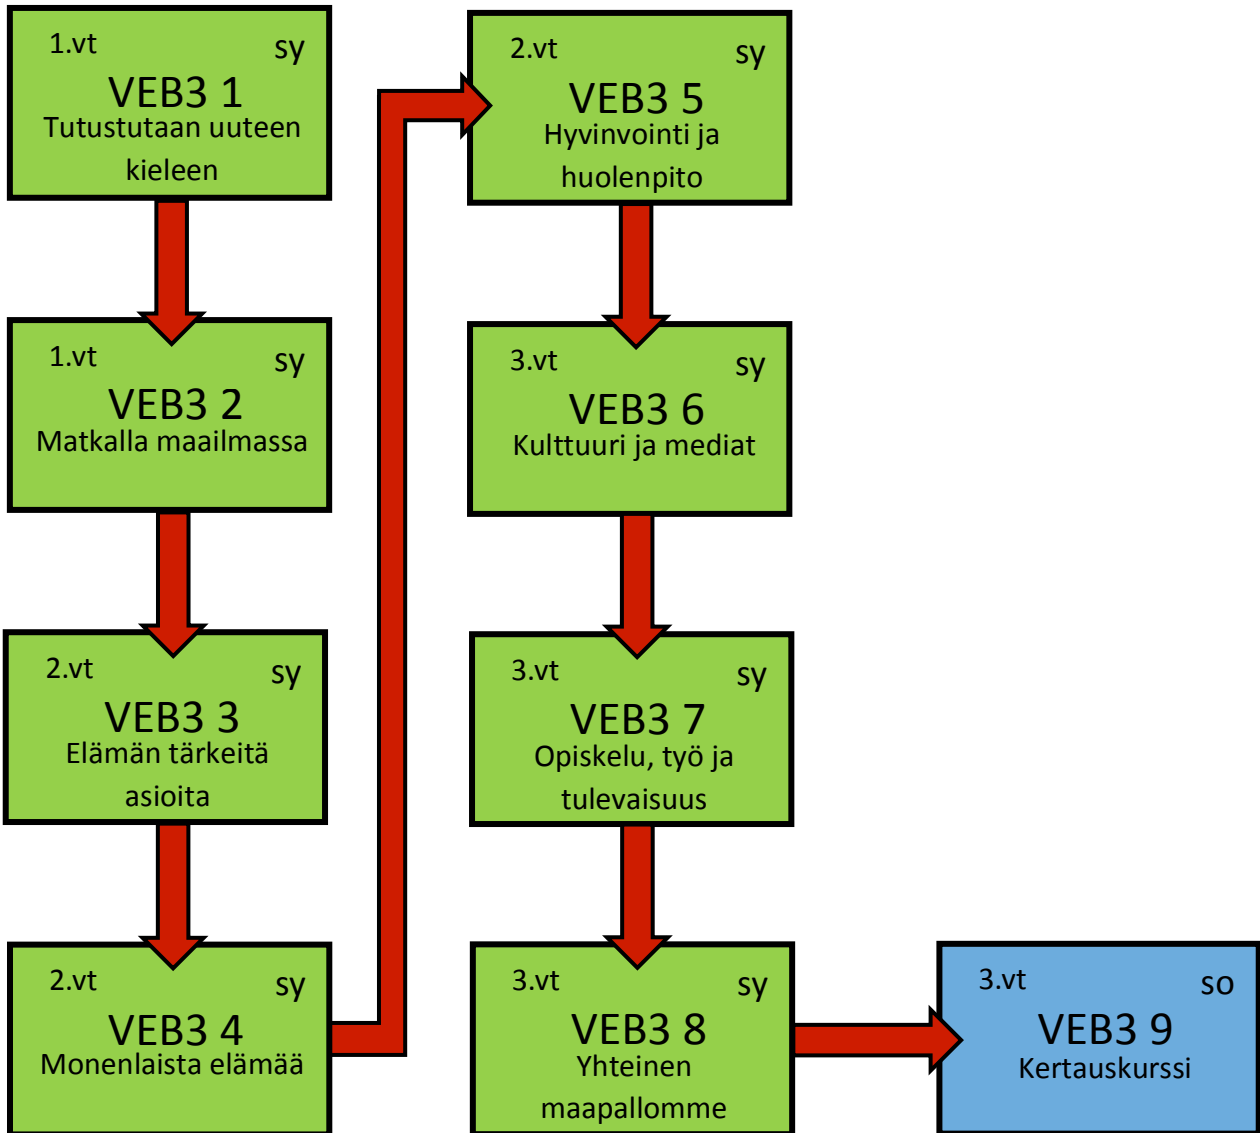 1.vt sy
VEB3 1
Tutustutaan uuteen
kieleen
1.vt sy
VEB3 2
Matkalla maailmassa
2.vt sy
VEB3 3
Elämän tärkeitä
asioita
2.vt sy
VEB3 4
Monenlaista elämää
2.vt sy
VEB3 5
Hyvinvointi ja
huolenpito
3.vt sy
VEB3 6
Kulttuuri ja mediat
3.vt sy
VEB3 7
Opiskelu, työ ja
tulevaisuus
3.vt sy
VEB3 8
Yhteinen
maapallomme
3.vt so
VEB3 9
Kertauskurssi